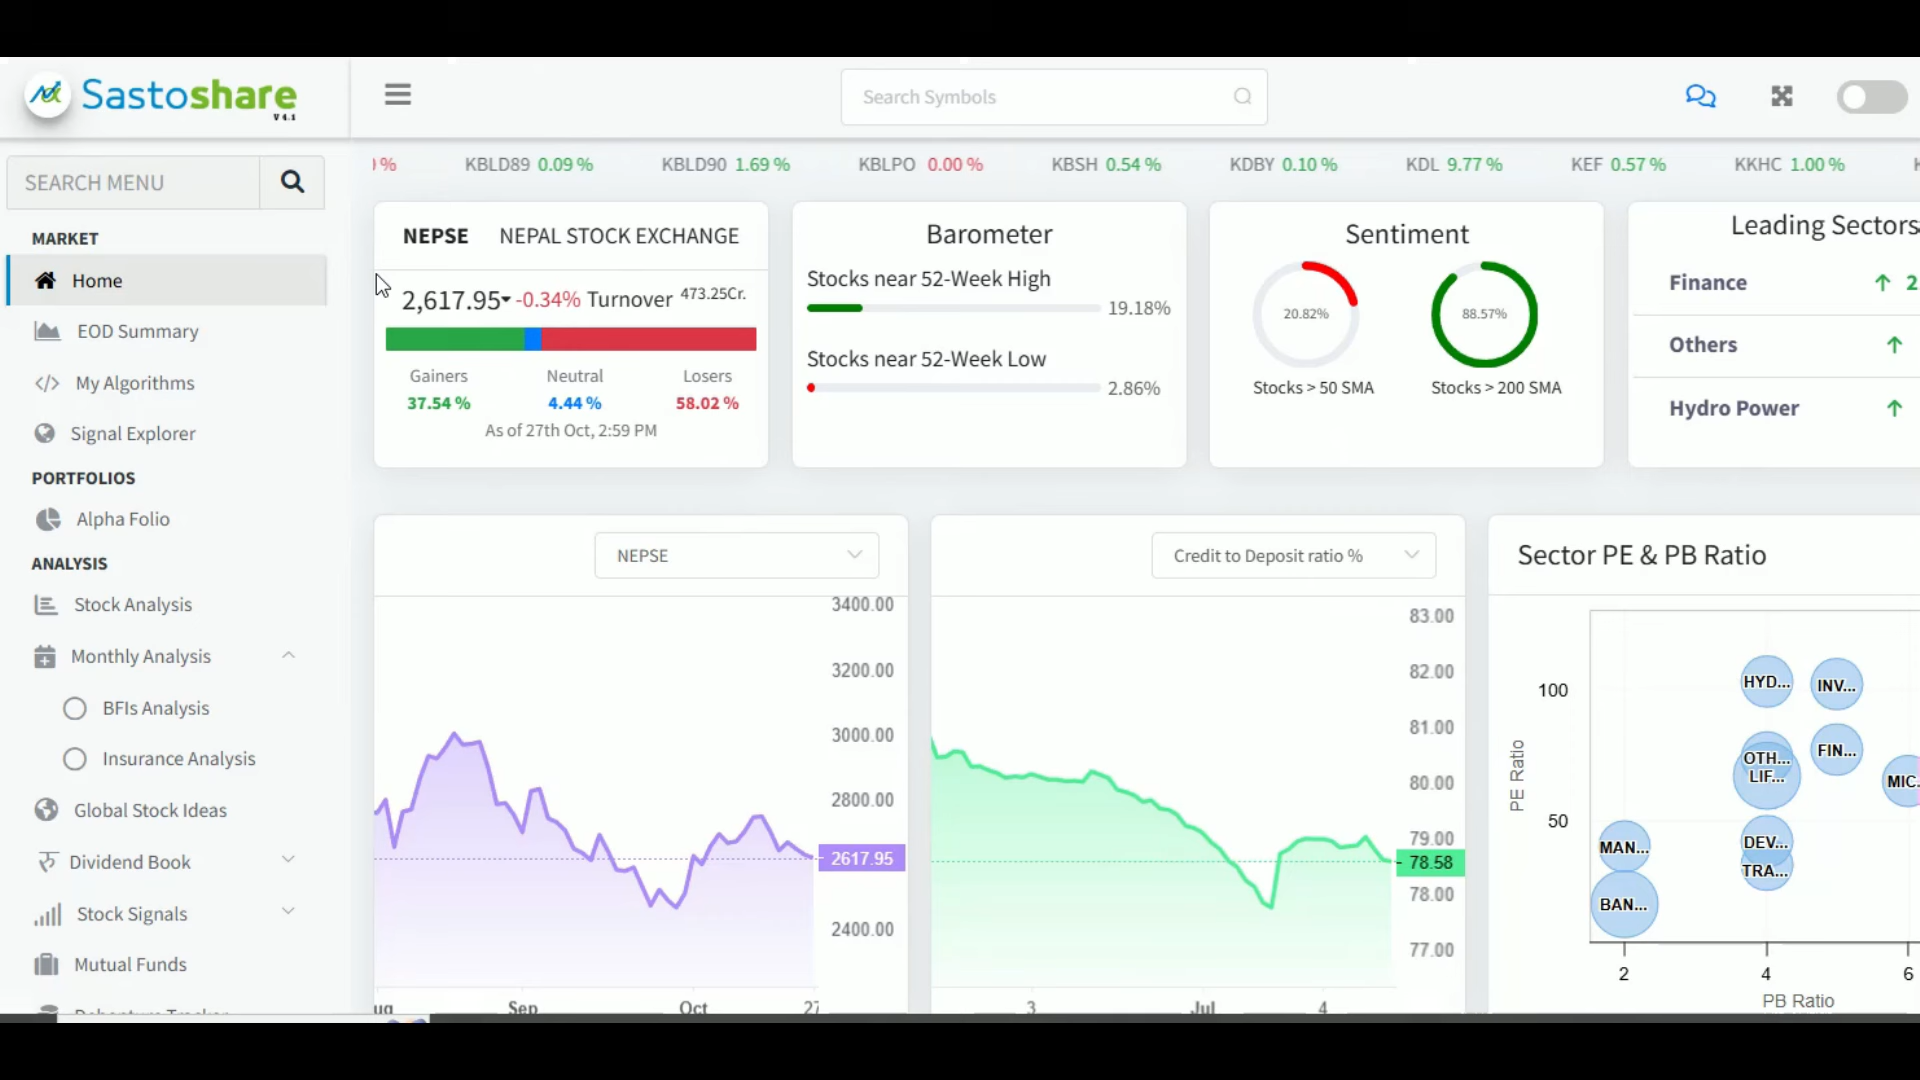 Sastoshare
V 4.1
Search Symbols
SEARCH MENU
MARKET
Home
EOD Summary
My Algorithms
Signal Explorer
PORTFOLIOS
Alpha Folio
ANALYSIS
Stock Analysis
Monthly Analysis
BFIs Analysis
Insurance Analysis
Global Stock Ideas
Dividend Book
Stock Signals
Mutual Funds
% KBLD89 0.09 % KBLD90 1.69 % KBLPO 0.00 % KBSH 0.54 % KDBY 0.10 % KDL 9.77 % KEF 0.57 % KKHC 1.00 %
NEPSE NEPAL STOCK EXCHANGE
2,617.95 -0.34% Turnover 473.25Cr.
Gainers Neutral Losers
37.54 % 4.44 % 58.02 %
As of 27th Oct, 2:59 PM
Barometer
Stocks near 52-Week High
19.18%
Stocks near 52-Week Low
2.86%
Sentiment
20.82% 88.57%
Stocks > 50 SMA Stocks > 200 SMA
Leading Sectors
Finance 2
Others
Hydro Power
NEPSE
3400.00
3200.00
3000.00
2800.00
2617.95
2400.00
Sep Oct 27
Credit to Deposit ratio %
83.00
82.00
81.00
80.00
79.00
78.58
78.00
77.00
3 Jul 4
Sector PE & PB Ratio
PE Ratio
100
50
HYD... INV...
FIN...
OTH...
LIF...
MIC.
DEV...
MAN...
TRA...
BAN...
2 4 6
PB Ratio